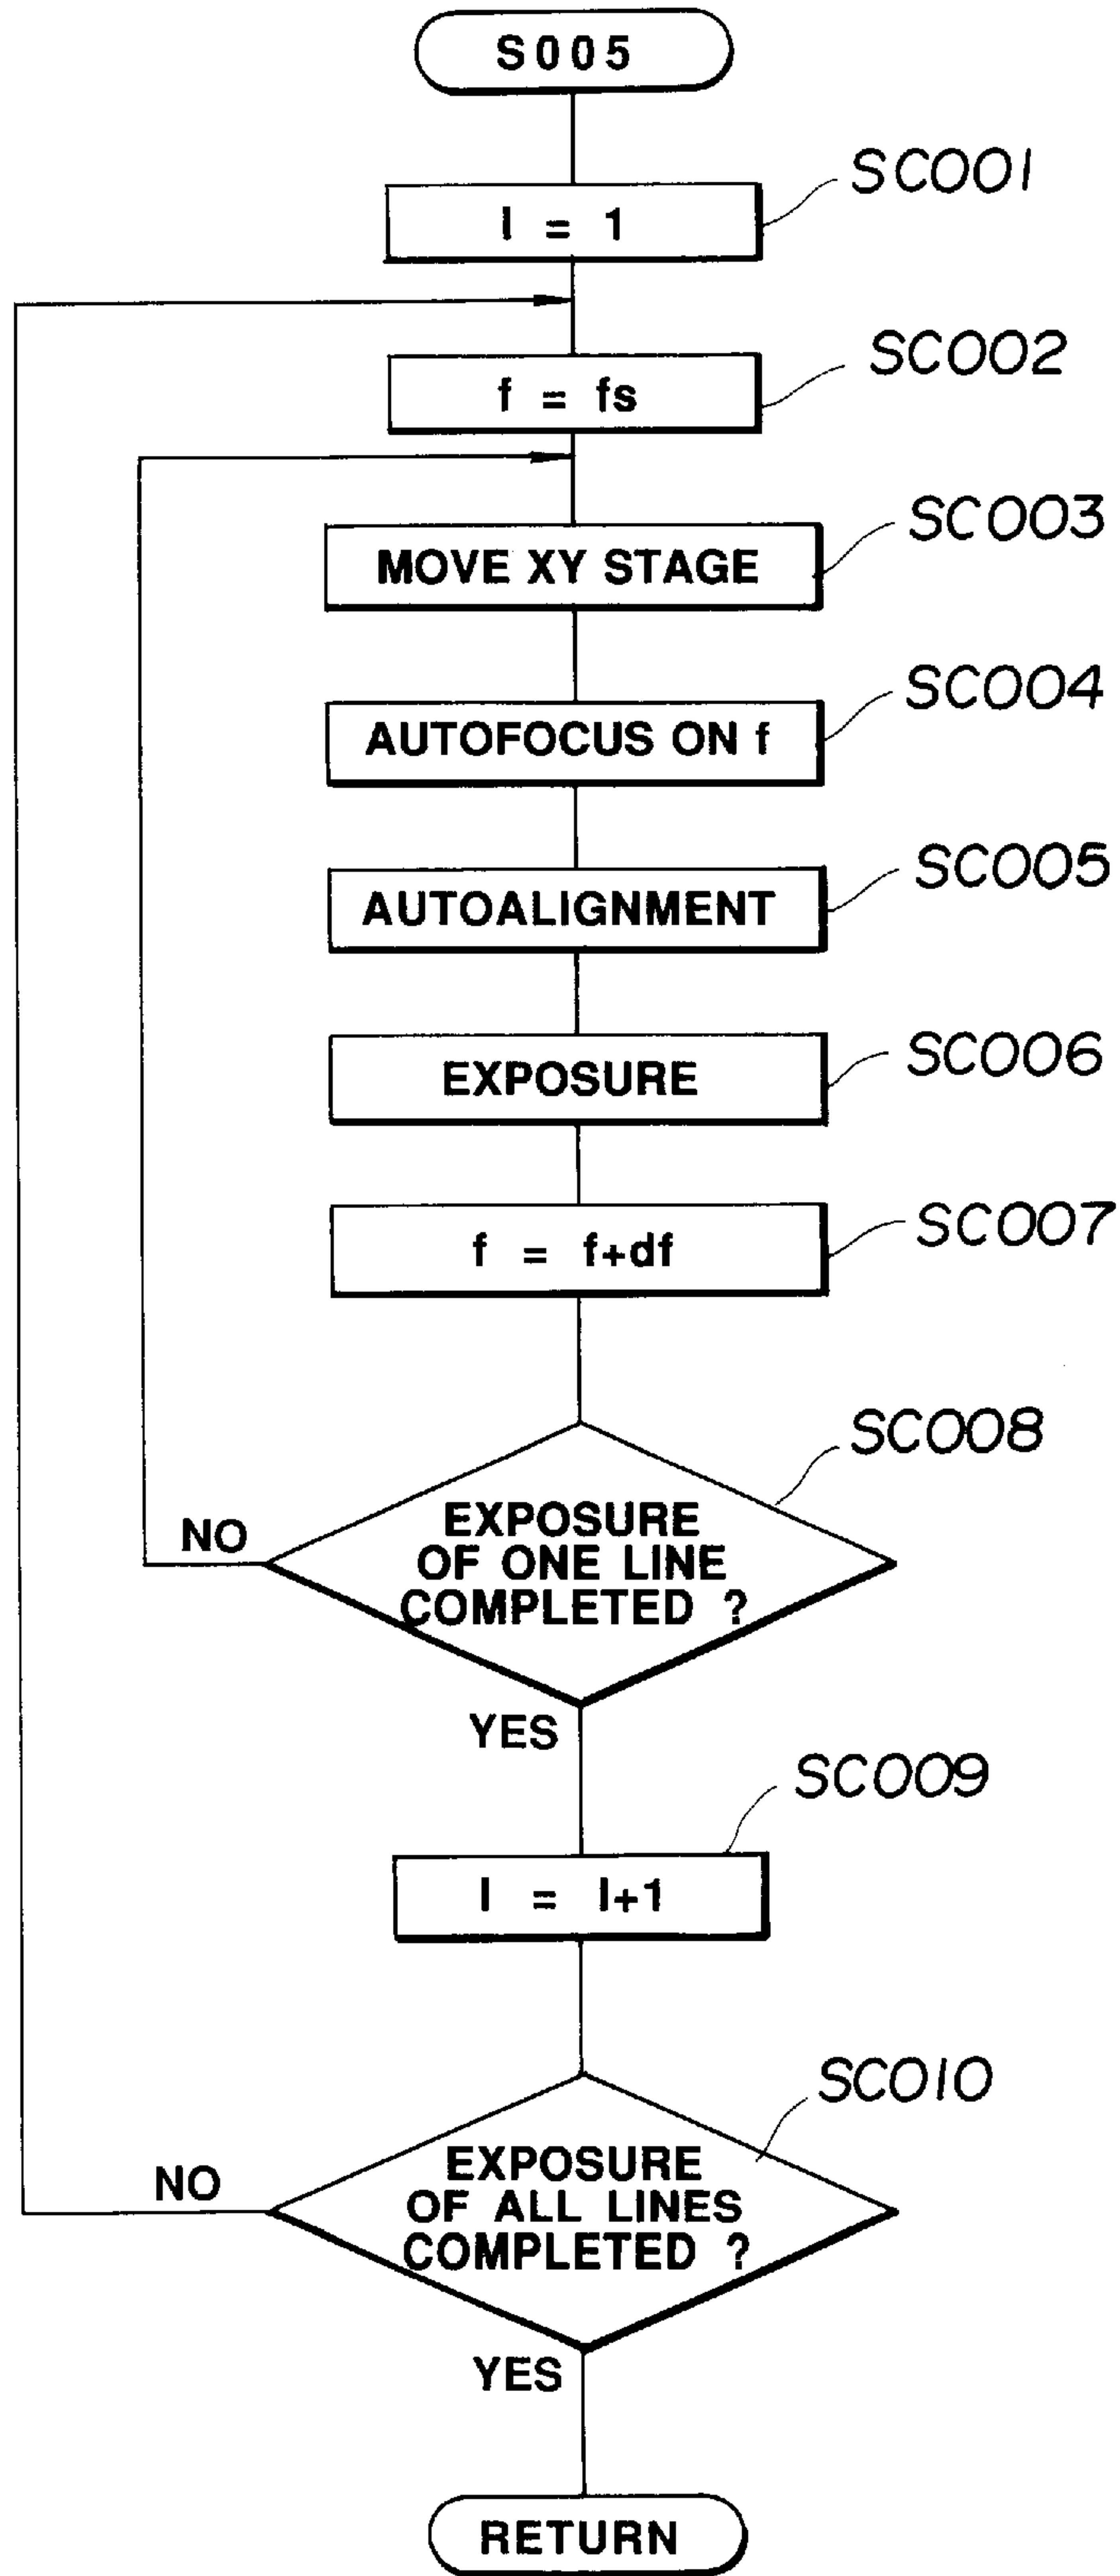 S005
SC001
I = 1
SC002
f = fs
SC003
MOVE XY STAGE
SC004
AUTOFOCUS ON f
SC005
AUTOALIGNMENT
SC006
EXPOSURE
SC007
f = f+df
SC008
EXPOSURE
OF ONE LINE
COMPLETED ?
NO
YES
SC009
I = I+1
SC010
EXPOSURE
OF ALL LINES
COMPLETED ?
NO
YES
RETURN